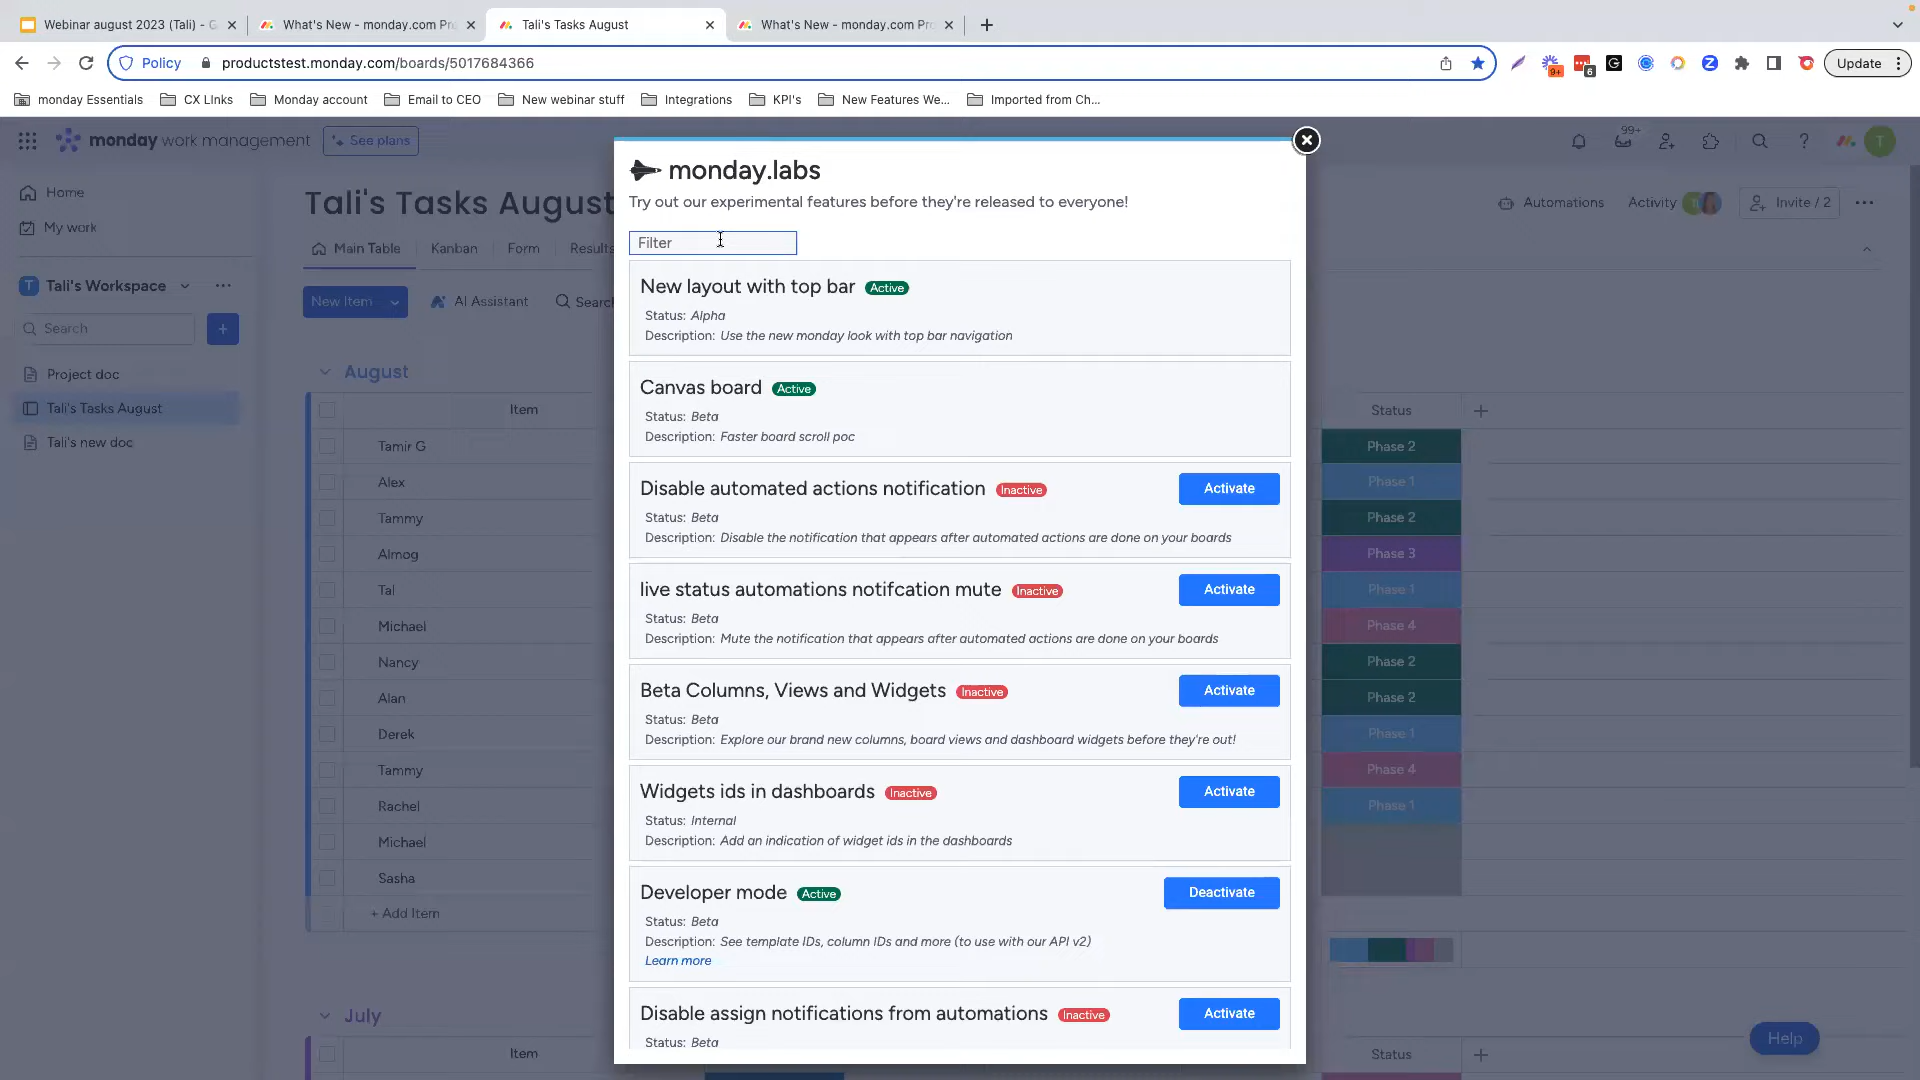 Webinar august 2023 (Tali) - G
What's New - monday.com Pro
Tali's Tasks August
What's New - monday.com Pro
Policy
productstest.monday.com/boards/5017684366
9+
6
Update
monday Essentials
CX LInks
Monday account
Email to CEO
New webinar stuff
Integrations
KPI's
New Features We...
Imported from Ch...
monday work management
See plans
99+
T
Home
My work
T Tali's Workspace
Search
+
Project doc
Tali's Tasks August
Tali's new doc
Tali's Tasks August
Automations
Activity
Invite / 2
Main Table
Kanban
Form
Results
New Item
AI Assistant
Search
August
Item
Status
Tamir G
Phase 2
Alex
Phase 1
Tammy
Phase 2
Almog
Phase 3
Tal
Phase 1
Michael
Phase 4
Nancy
Phase 2
Alan
Phase 2
Derek
Phase 1
Tammy
Phase 4
Rachel
Phase 1
Michael
Sasha
+ Add Item
July
Item
Status
Help
monday.labs
Try out our experimental features before they're released to everyone!
Filter
New layout with top bar Active
Status: Alpha
Description: Use the new monday look with top bar navigation
Canvas board Active
Status: Beta
Description: Faster board scroll poc
Disable automated actions notification Inactive
Activate
Status: Beta
Description: Disable the notification that appears after automated actions are done on your boards
live status automations notifcation mute Inactive
Activate
Status: Beta
Description: Mute the notification that appears after automated actions are done on your boards
Beta Columns, Views and Widgets Inactive
Activate
Status: Beta
Description: Explore our brand new columns, board views and dashboard widgets before they're out!
Widgets ids in dashboards Inactive
Activate
Status: Internal
Description: Add an indication of widget ids in the dashboards
Developer mode Active
Deactivate
Status: Beta
Description: See template IDs, column IDs and more (to use with our API v2)
Learn more
Disable assign notifications from automations Inactive
Activate
Status: Beta